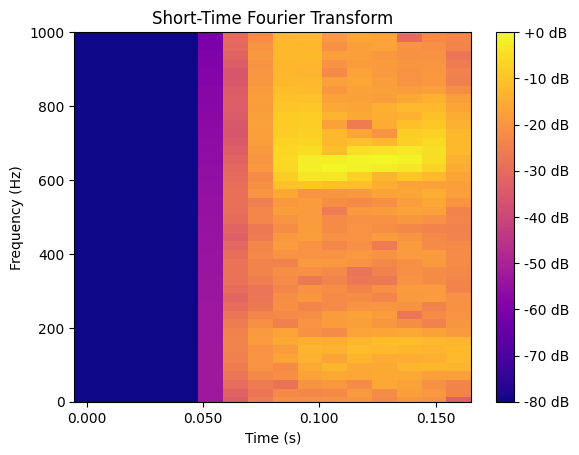 Short-Time Fourier Transform
1000
800
600
400
200
0
Frequency (Hz)
0.000
0.050
0.100
0.150
Time (s)
+0 dB
-10 dB
-20 dB
-30 dB
-40 dB
-50 dB
-60 dB
-70 dB
-80 dB